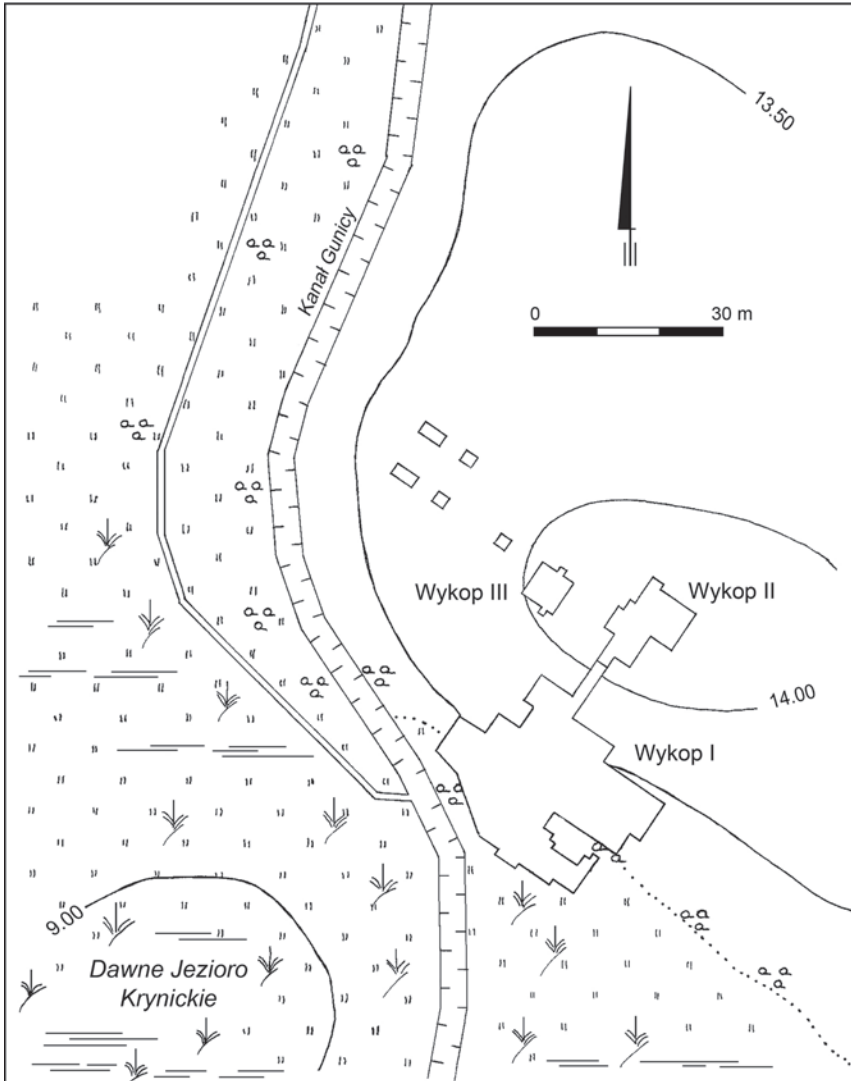 13.50
Kanał Gunicy
0 30 m
Wykop III
Wykop II
14.00
Wykop I
9.00
Dawne Jezioro
Krynickie